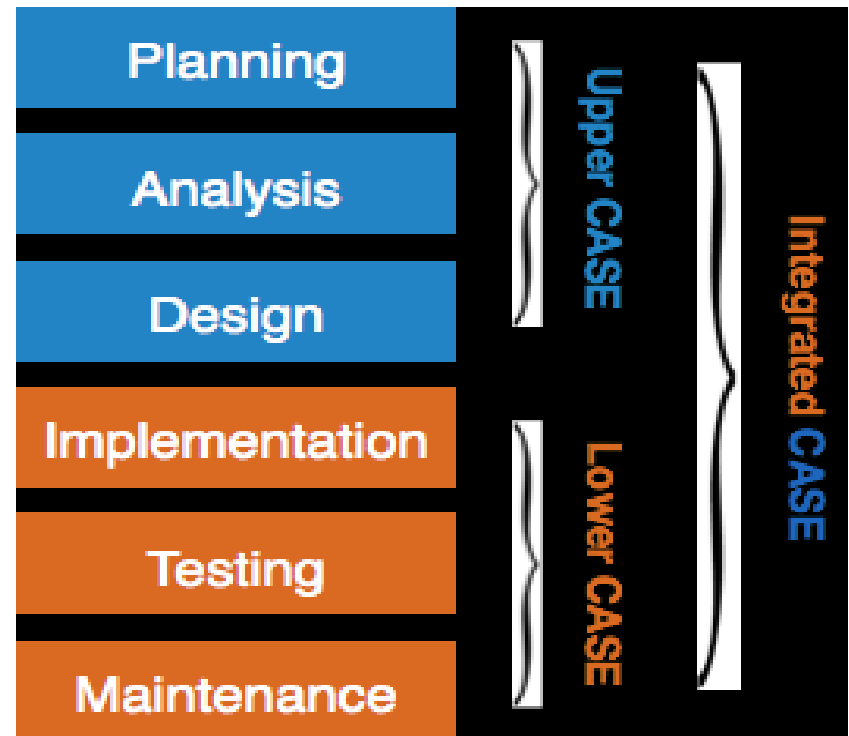 Planning
Analysis
Design
Implementation
Testing
Maintenance
Upper CASE
Lower CASE
Integrated CASE